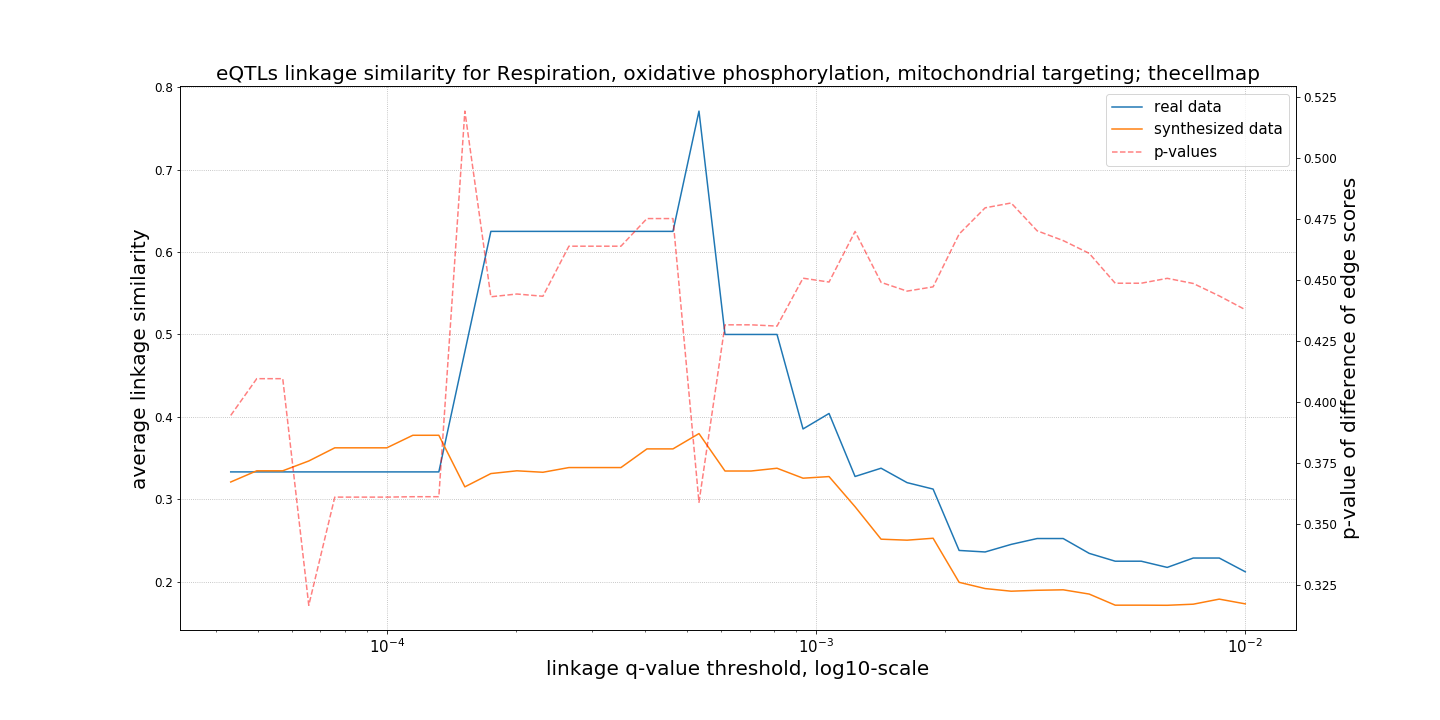 eQTLs linkage similarity for Respiration, oxidative phosphorylation, mitochondrial targeting; thecellmap
real data
synthesized data
p-values
average linkage similarity
0.8
0.7
0.6
0.5
0.4
0.3
0.2
0.525
0.500
0.475
0.450
0.425
0.400
0.375
0.350
0.325
p-value of difference of edge scores
10⁻⁴
10⁻³
10⁻²
linkage q-value threshold, log10-scale